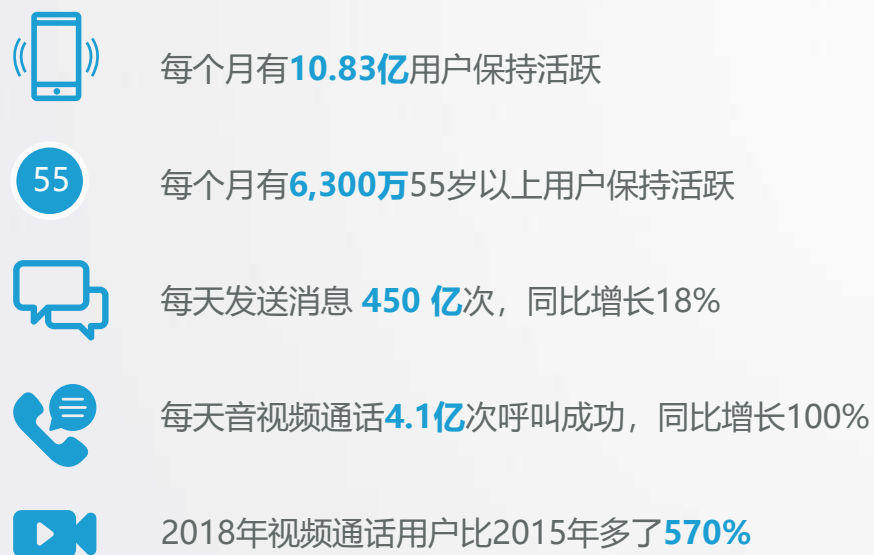 每个月有10.83亿用户保持活跃
55
每个月有6,300万55岁以上用户保持活跃
每天发送消息 450 亿次，同比增长18%
每天音视频通话4.1亿次呼叫成功，同比增长100%
2018年视频通话用户比2015年多了570%